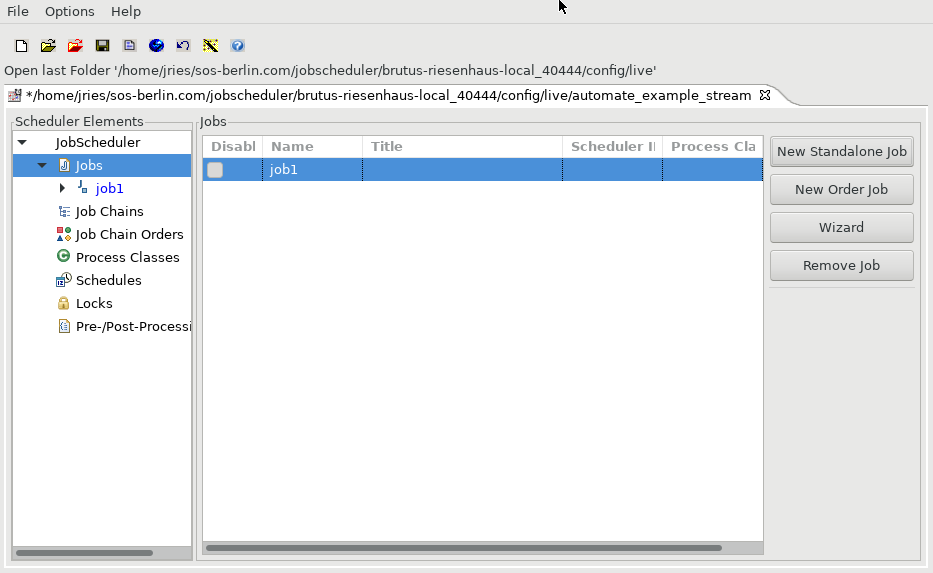 File Options Help
Open last Folder '/home/jries/sos-berlin.com/jobscheduler/brutus-riesenhaus-local_40444/config/live'
*/home/jries/sos-berlin.com/jobscheduler/brutus-riesenhaus-local_40444/config/live/automate_example_stream
Scheduler Elements
JobScheduler
Jobs
job1
Job Chains
Job Chain Orders
Process Classes
Schedules
Locks
Pre-/Post-Processi
Jobs
Disabl Name Title Scheduler II Process Cla
job1
New Standalone Job
New Order Job
Wizard
Remove Job